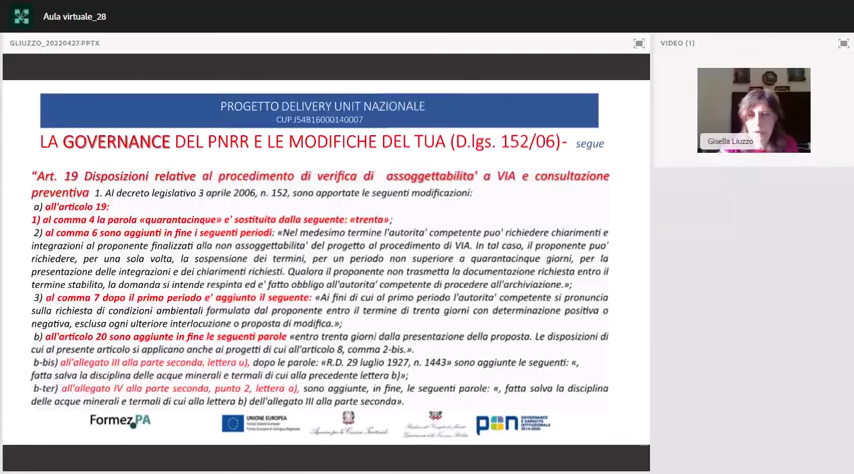 Aula virtuale_28
GLIUZZO_20220427.PPTX
VIDEO (1)
Gisella Liuzzo
PROGETTO DELIVERY UNIT NAZIONALE
CUP J54B16000140007
LA GOVERNANCE DEL PNRR E LE MODIFICHE DEL TUA (D.lgs. 152/06)- segue
“Art. 19 Disposizioni relative al procedimento di verifica di assoggettabilita' a VIA e consultazione
preventiva 1. Al decreto legislativo 3 aprile 2006, n. 152, sono apportate le seguenti modificazioni:
a) all'articolo 19:
1) al comma 4 la parola «quarantacinque» e' sostituita dalla seguente: «trenta»;
2) al comma 6 sono aggiunti in fine i seguenti periodi: «Nel medesimo termine l'autorita' competente puo' richiedere chiarimenti e
integrazioni al proponente finalizzati alla non assoggettabilita' del progetto al procedimento di VIA. In tal caso, il proponente puo'
richiedere, per una sola volta, la sospensione dei termini, per un periodo non superiore a quarantacinque giorni, per la
presentazione delle integrazioni e dei chiarimenti richiesti. Qualora il proponente non trasmetta la documentazione richiesta entro il
termine stabilito, la domanda si intende respinta ed e' fatto obbligo all'autorita' competente di procedere all'archiviazione.»;
3) al comma 7 dopo il primo periodo e' aggiunto il seguente: «Ai fini di cui al primo periodo l'autorita' competente si pronuncia
sulla richiesta di condizioni ambientali formulata dal proponente entro il termine di trenta giorni con determinazione positiva o
negativa, esclusa ogni ulteriore interlocuzione o proposta di modifica.»;
b) all'articolo 20 sono aggiunte in fine le seguenti parole «entro trenta giorni dalla presentazione della proposta. Le disposizioni di
cui al presente articolo si applicano anche ai progetti di cui all'articolo 8, comma 2-bis.».
b-bis) all'allegato III alla parte seconda, lettera u), dopo le parole: «R.D. 29 luglio 1927, n. 1443» sono aggiunte le seguenti: «,
fatta salva la disciplina delle acque minerali e termali di cui alla precedente lettera b)»;
b-ter) all'allegato IV alla parte seconda, punto 2, lettera a), sono aggiunte, in fine, le seguenti parole: «, fatta salva la disciplina
delle acque minerali e termali di cui alla lettera b) dell'allegato III alla parte seconda».
Formez PA
UNIONE EUROPEA
pon
GOVERNANCE